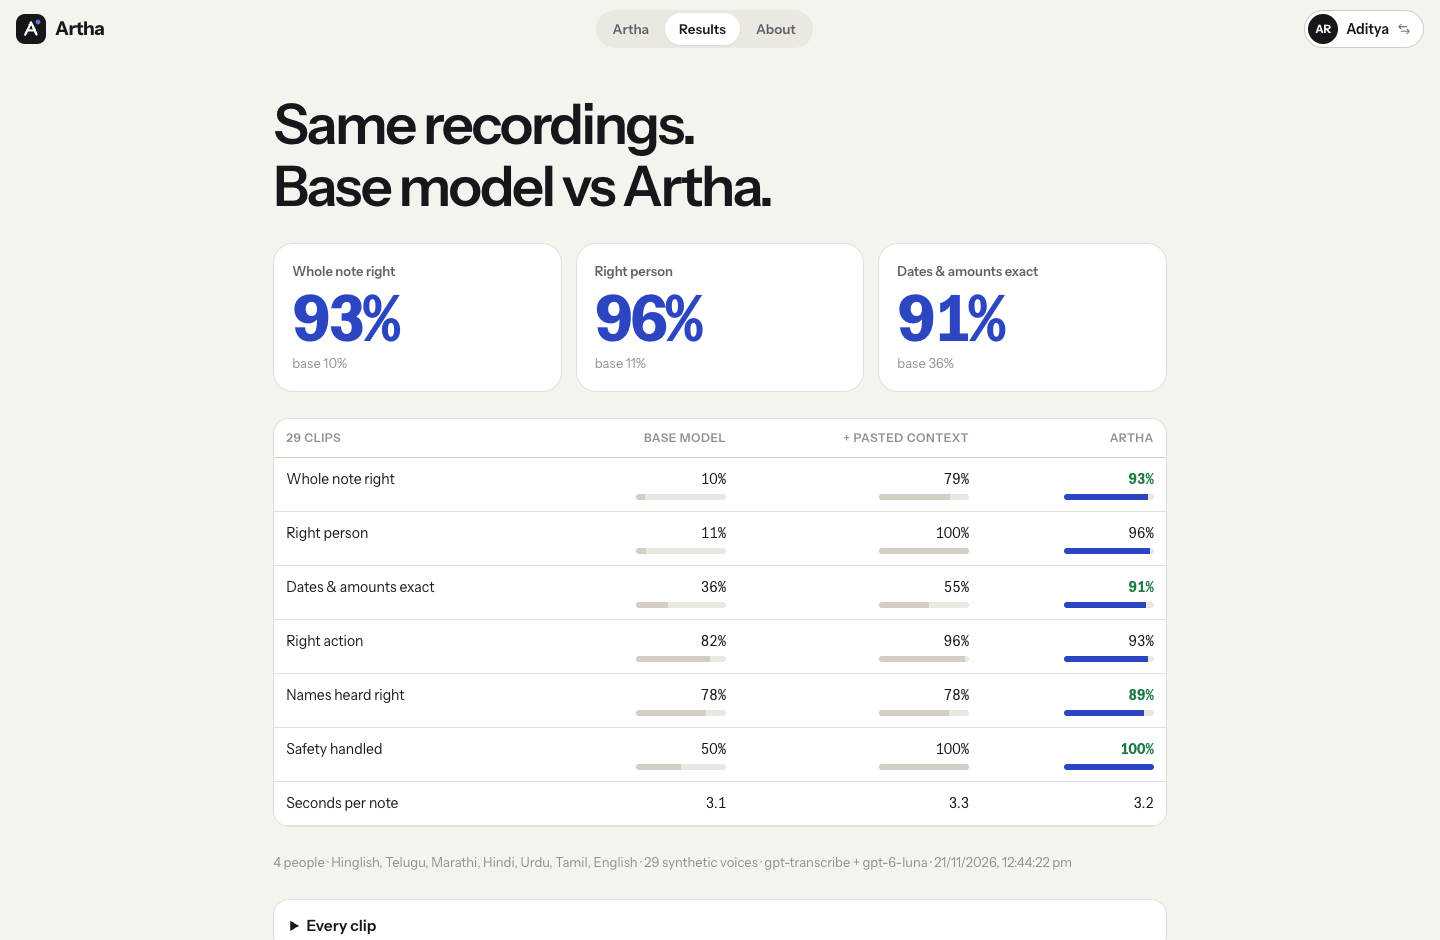 Artha
Artha Results About
AR Aditya
Same recordings.
Base model vs Artha.
Whole note right
93%
base 10%
Right person
96%
base 11%
Dates & amounts exact
91%
base 36%
29 CLIPS BASE MODEL + PASTED CONTEXT ARTHA
Whole note right 10% 79% 93%
Right person 11% 100% 96%
Dates & amounts exact 36% 55% 91%
Right action 82% 96% 93%
Names heard right 78% 78% 89%
Safety handled 50% 100% 100%
Seconds per note 3.1 3.3 3.2
4 people · Hinglish, Telugu, Marathi, Hindi, Urdu, Tamil, English · 29 synthetic voices · gpt-transcribe + gpt-6-luna · 21/11/2026, 12:44:22 pm
Every clip